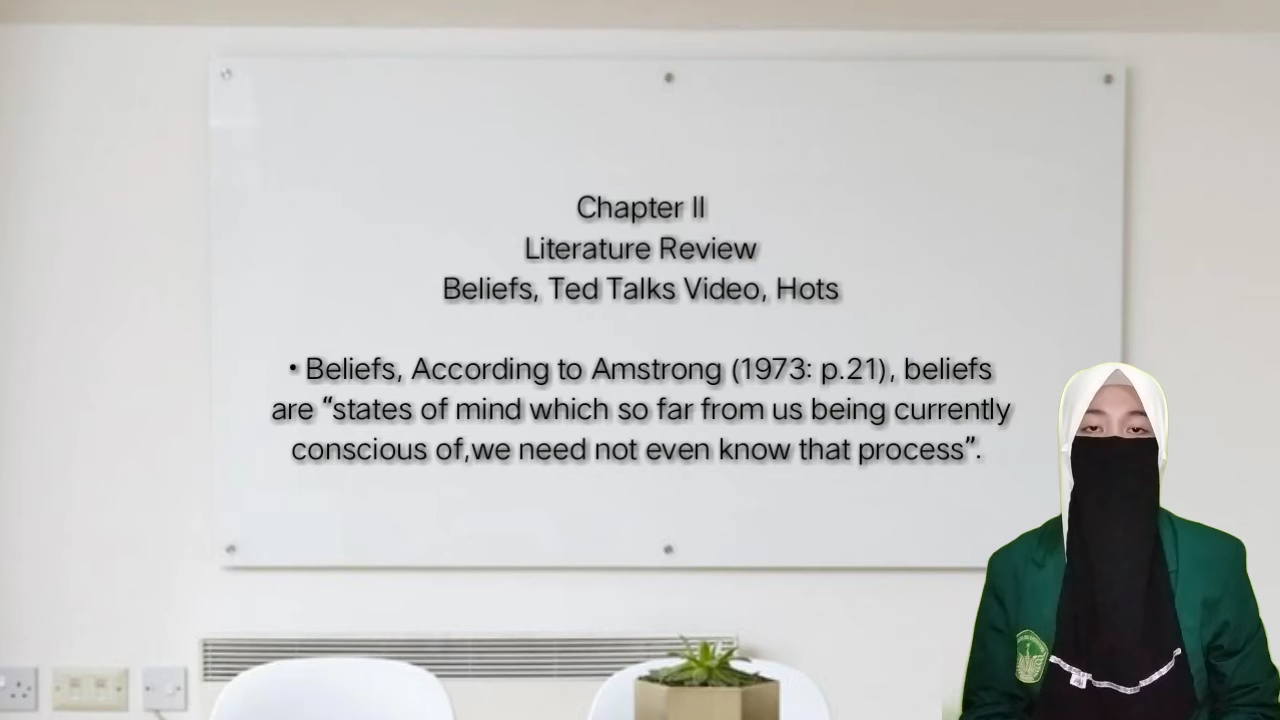 Chapter II
Literature Review
Beliefs, Ted Talks Video, Hots
• Beliefs, According to Amstrong (1973: p.21), beliefs
are “states of mind which so far from us being currently
conscious of,we need not even know that process”.